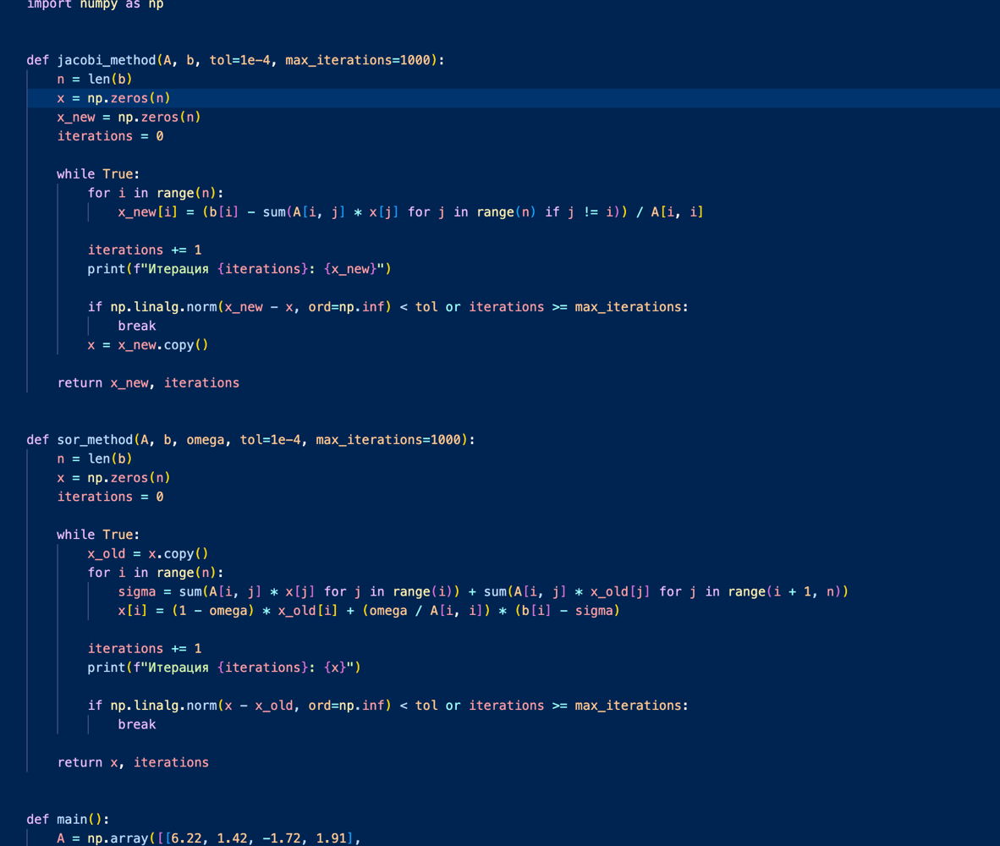 import numpy as np
def jacobi_method(A, b, tol=1e-4, max_iterations=1000):
    n = len(b)
    x = np.zeros(n)
    x_new = np.zeros(n)
    iterations = 0
    while True:
        for i in range(n):
            x_new[i] = (b[i] - sum(A[i, j] * x[j] for j in range(n) if j != i)) / A[i, i]
        iterations += 1
        print(f"Итерация {iterations}: {x_new}")
        if np.linalg.norm(x_new - x, ord=np.inf) < tol or iterations >= max_iterations:
            break
        x = x_new.copy()
    return x_new, iterations
def sor_method(A, b, omega, tol=1e-4, max_iterations=1000):
    n = len(b)
    x = np.zeros(n)
    iterations = 0
    while True:
        x_old = x.copy()
        for i in range(n):
            sigma = sum(A[i, j] * x[j] for j in range(i)) + sum(A[i, j] * x_old[j] for j in range(i + 1, n))
            x[i] = (1 - omega) * x_old[i] + (omega / A[i, i]) * (b[i] - sigma)
        iterations += 1
        print(f"Итерация {iterations}: {x}")
        if np.linalg.norm(x - x_old, ord=np.inf) < tol or iterations >= max_iterations:
            break
    return x, iterations
def main():
    A = np.array([[6.22, 1.42, -1.72, 1.91],